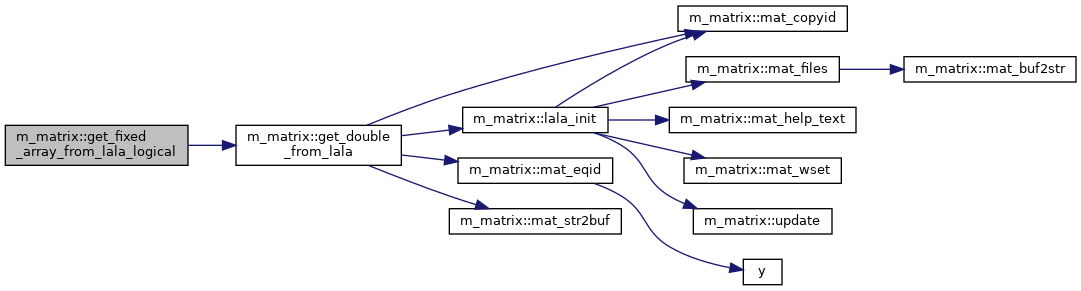 m_matrix::get_fixed
_array_from_lala_logical
m_matrix::get_double
_from_lala
m_matrix::mat_copyid
m_matrix::lala_init
m_matrix::mat_files
m_matrix::mat_buf2str
m_matrix::mat_help_text
m_matrix::mat_wset
m_matrix::update
m_matrix::mat_eqid
m_matrix::mat_str2buf
y